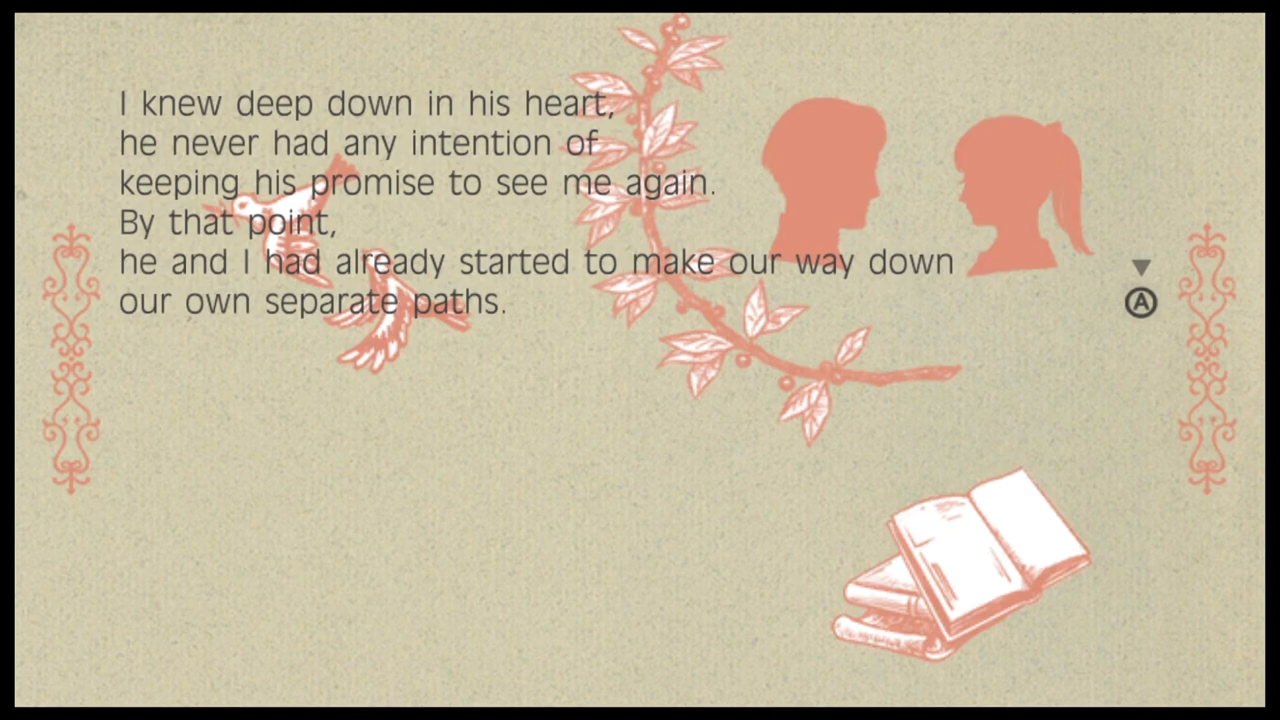 I knew deep down in his heart,
he never had any intention of
keeping his promise to see me again.
By that point,
he and I had already started to make our way down
our own separate paths.
A